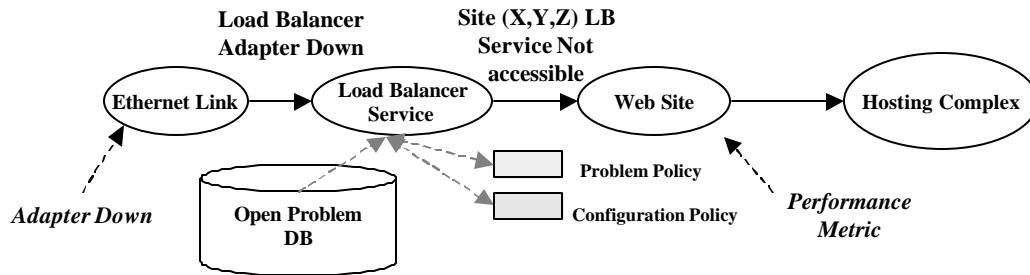 Load Balancer
Adapter Down
Site (X,Y,Z) LB
Service Not
accessible
Ethernet Link
Load Balancer
Service
Web Site
Hosting Complex
Adapter Down
Open Problem
DB
Problem Policy
Configuration Policy
Performance
Metric